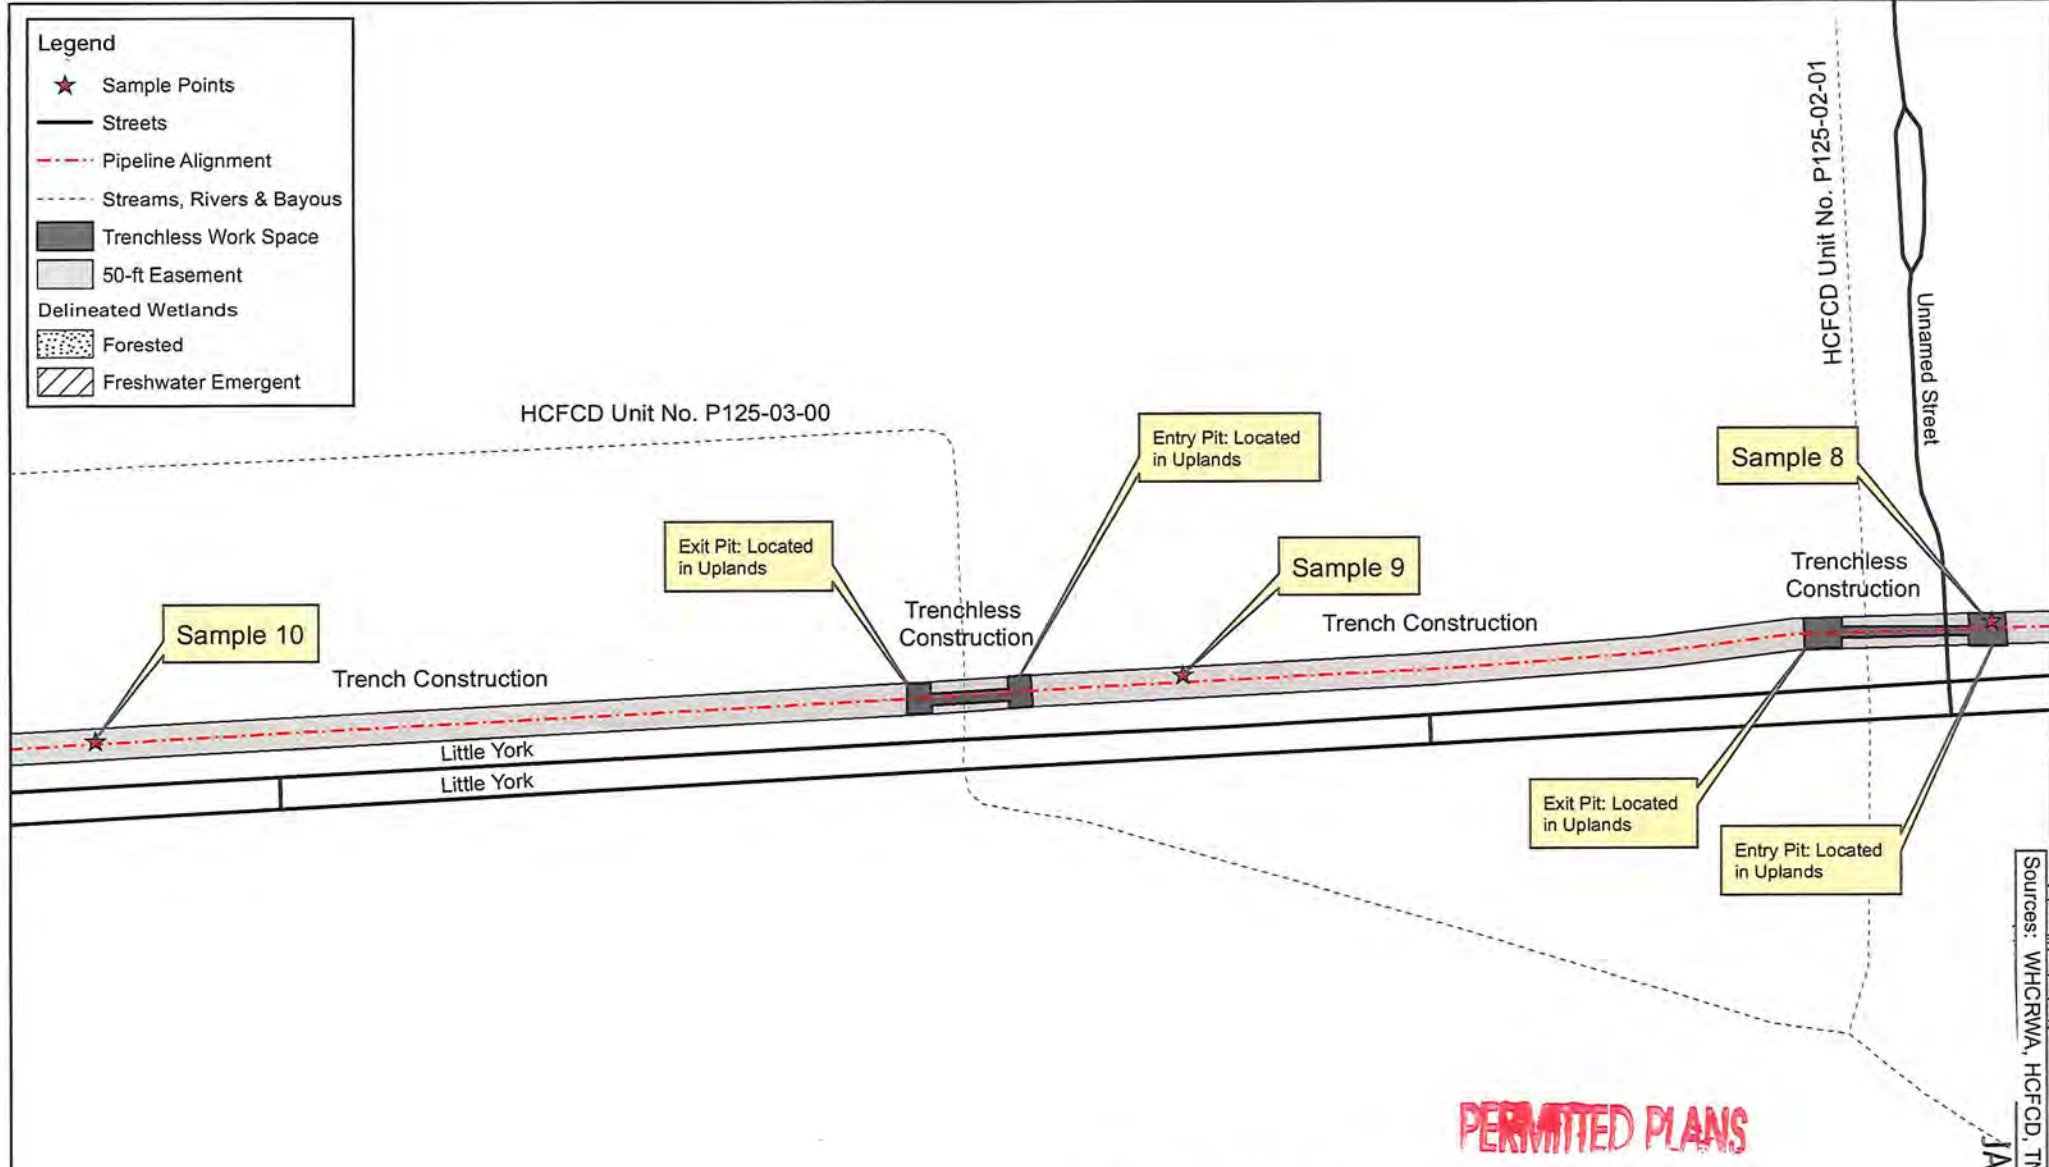 Legend
Sample Points
Streets
Pipeline Alignment
Streams, Rivers & Bayous
Trenchless Work Space
50-ft Easement
Delineated Wetlands
Forested
Freshwater Emergent
HCFCD Unit No. P125-03-00
HCFCD Unit No. P125-02-01
Unnamed Street
Entry Pit: Located
in Uplands
Sample 8
Exit Pit: Located
in Uplands
Sample 9
Trenchless
Construction
Trenchless
Construction
Sample 10
Trench Construction
Trench Construction
Little York
Little York
Exit Pit: Located
in Uplands
Entry Pit: Located
in Uplands
Sources: WHCRWA, HCFCD,
PERMITTED PLANS